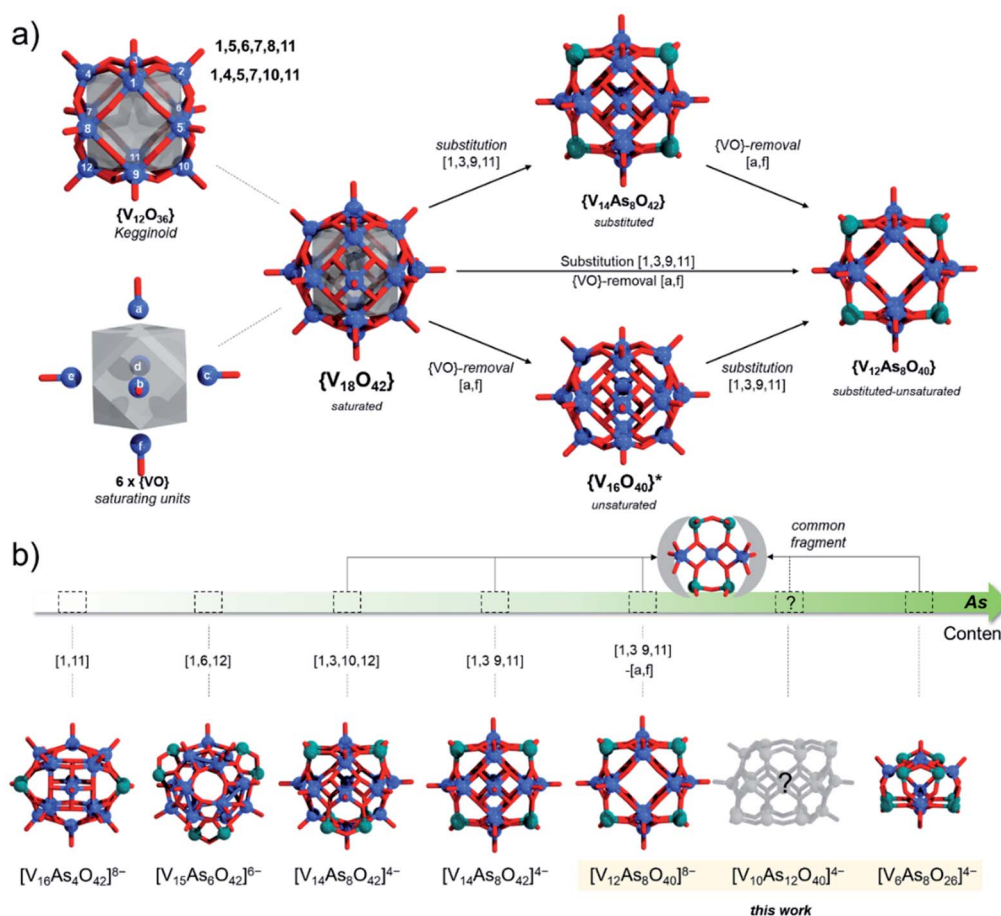 a)
1,5,6,7,8,11
1,4,5,7,10,11
3
4
2
1
7
6
8
5
11
12
9
10
{V₁₂O₃₆}
Kegginoid
a
d
e
b
c
f
6 x {VO}
saturating units
{V₁₈O₄₂}
saturated
substitution
[1,3,9,11]
{V₁₄As₈O₄₂}
substituted
{VO}-removal
[a,f]
Substitution [1,3,9,11]
{VO}-removal [a,f]
{VO}-removal
[a,f]
{V₁₆O₄₀}*
unsaturated
substitution
[1,3,9,11]
{V₁₂As₈O₄₀}
substituted-unsaturated
b)
common
fragment
?
As
Conten
[1,11]
[1,6,12]
[1,3,10,12]
[1,3 9,11]
[1,3 9,11]
-[a,f]
?
[V₁₆As₄O₄₂]⁸⁻
[V₁₅As₆O₄₂]⁶⁻
[V₁₄As₈O₄₂]⁴⁻
[V₁₄As₈O₄₂]⁴⁻
[V₁₂As₈O₄₀]⁸⁻
[V₁₀As₁₂O₄₀]⁴⁻
[V₆As₈O₂₆]⁴⁻
this work